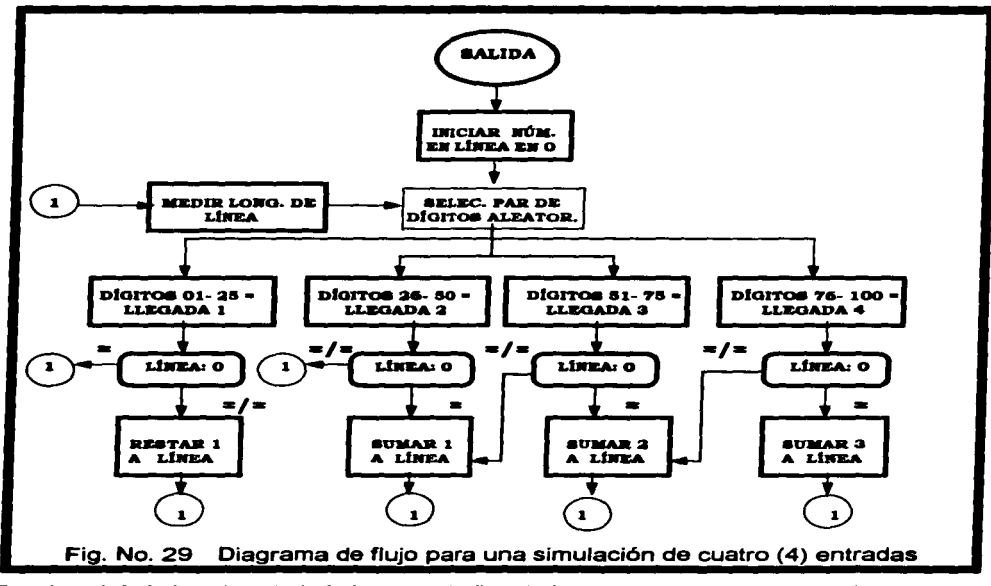 SALIDA
INICIAR NÚM.
EN LÍNEA EN 0
1
MEDIR LONG. DE
LÍNEA
SELEC. PAR DE
DÍGITOS ALEATOR.
DÍGITOS 01- 25 =
LLEGADA 1
DÍGITOS 26- 50 =
LLEGADA 2
DÍGITOS 51- 75 =
LLEGADA 3
DÍGITOS 76- 100 =
LLEGADA 4
1
=
LÍNEA: 0
1
=/=
LÍNEA: 0
=/=
LÍNEA: 0
=/=
LÍNEA: 0
=/=
=
=
=
RESTAR 1
A LÍNEA
SUMAR 1
A LÍNEA
SUMAR 2
A LÍNEA
SUMAR 3
A LÍNEA
1
1
1
1
Fig. No. 29 Diagrama de flujo para una simulación de cuatro (4) entradas